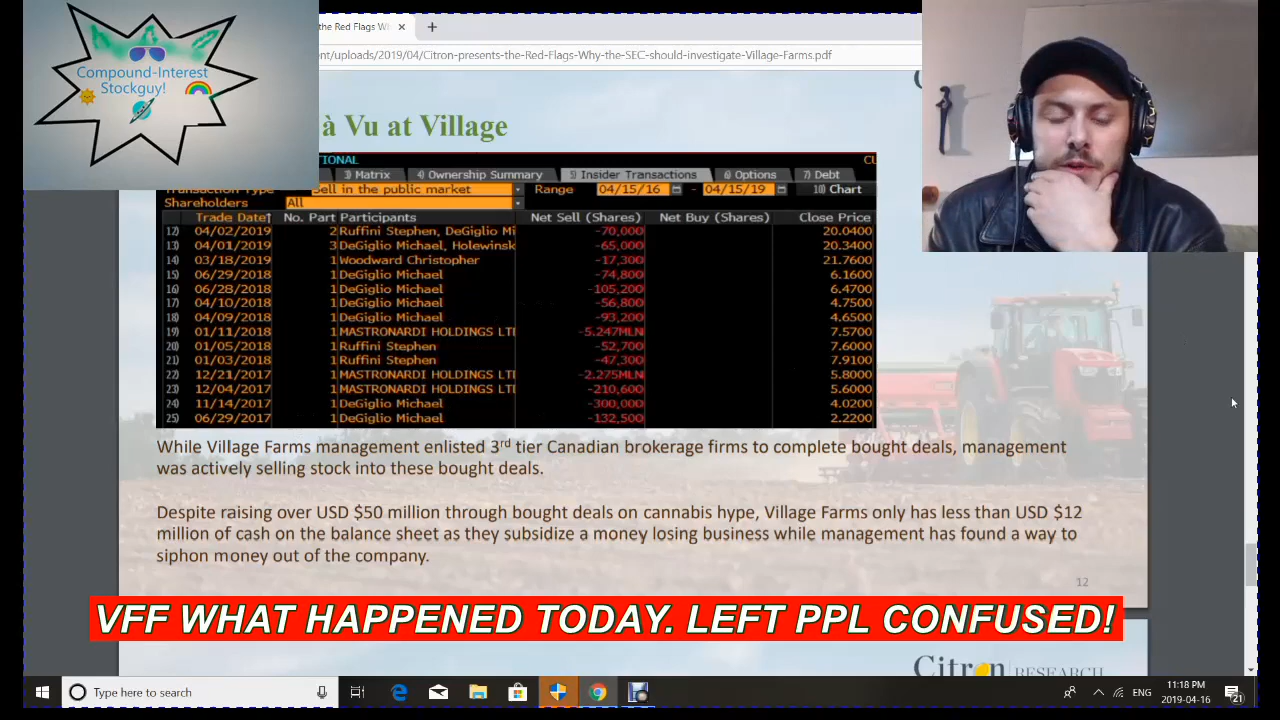 the Red Flags Wh
ent/uploads/2019/04/Citron-presents-the-Red-Flags-Why-the-SEC-should-investigate-Village-Farms.pdf
Compound-Interest
Stockguy!
à Vu at Village
TIONAL CU
3) Matrix 4) Ownership Summary 5) Insider Transactions 6) Options 7) Debt
Transaction Type Sell in the public market Range 04/15/16 - 04/15/19 10) Chart
Shareholders All
Trade Date↑ No. Part Participants Net Sell (Shares) Net Buy (Shares) Close Price
12) 04/02/2019 2 Ruffini Stephen, DeGiglio Mi -70,000 20.0400
13) 04/01/2019 3 DeGiglio Michael, Holewinsk -65,000 20.3400
14) 03/18/2019 1 Woodward Christopher -17,300 21.7600
15) 06/29/2018 1 DeGiglio Michael -74,800 6.1600
16) 06/28/2018 1 DeGiglio Michael -105,200 6.4700
17) 04/10/2018 1 DeGiglio Michael -56,800 4.7500
18) 04/09/2018 1 DeGiglio Michael -93,200 4.6500
19) 01/11/2018 1 MASTRONARDI HOLDINGS LTD -5.247MLN 7.5700
20) 01/05/2018 1 Ruffini Stephen -52,700 7.6000
21) 01/03/2018 1 Ruffini Stephen -47,300 7.9100
22) 12/21/2017 1 MASTRONARDI HOLDINGS LTD -2.275MLN 5.8000
23) 12/04/2017 1 MASTRONARDI HOLDINGS LTD -210,600 5.6000
24) 11/14/2017 1 DeGiglio Michael -300,000 4.0200
25) 06/29/2017 1 DeGiglio Michael -132,500 2.2200
While Village Farms management enlisted 3rd tier Canadian brokerage firms to complete bought deals, management
was actively selling stock into these bought deals.
Despite raising over USD $50 million through bought deals on cannabis hype, Village Farms only has less than USD $12
million of cash on the balance sheet as they subsidize a money losing business while management has found a way to
siphon money out of the company.
12
VFF WHAT HAPPENED TODAY. LEFT PPL CONFUSED!
Citron RESEARCH
Type here to search
ENG
11:18 PM
2019-04-16
21